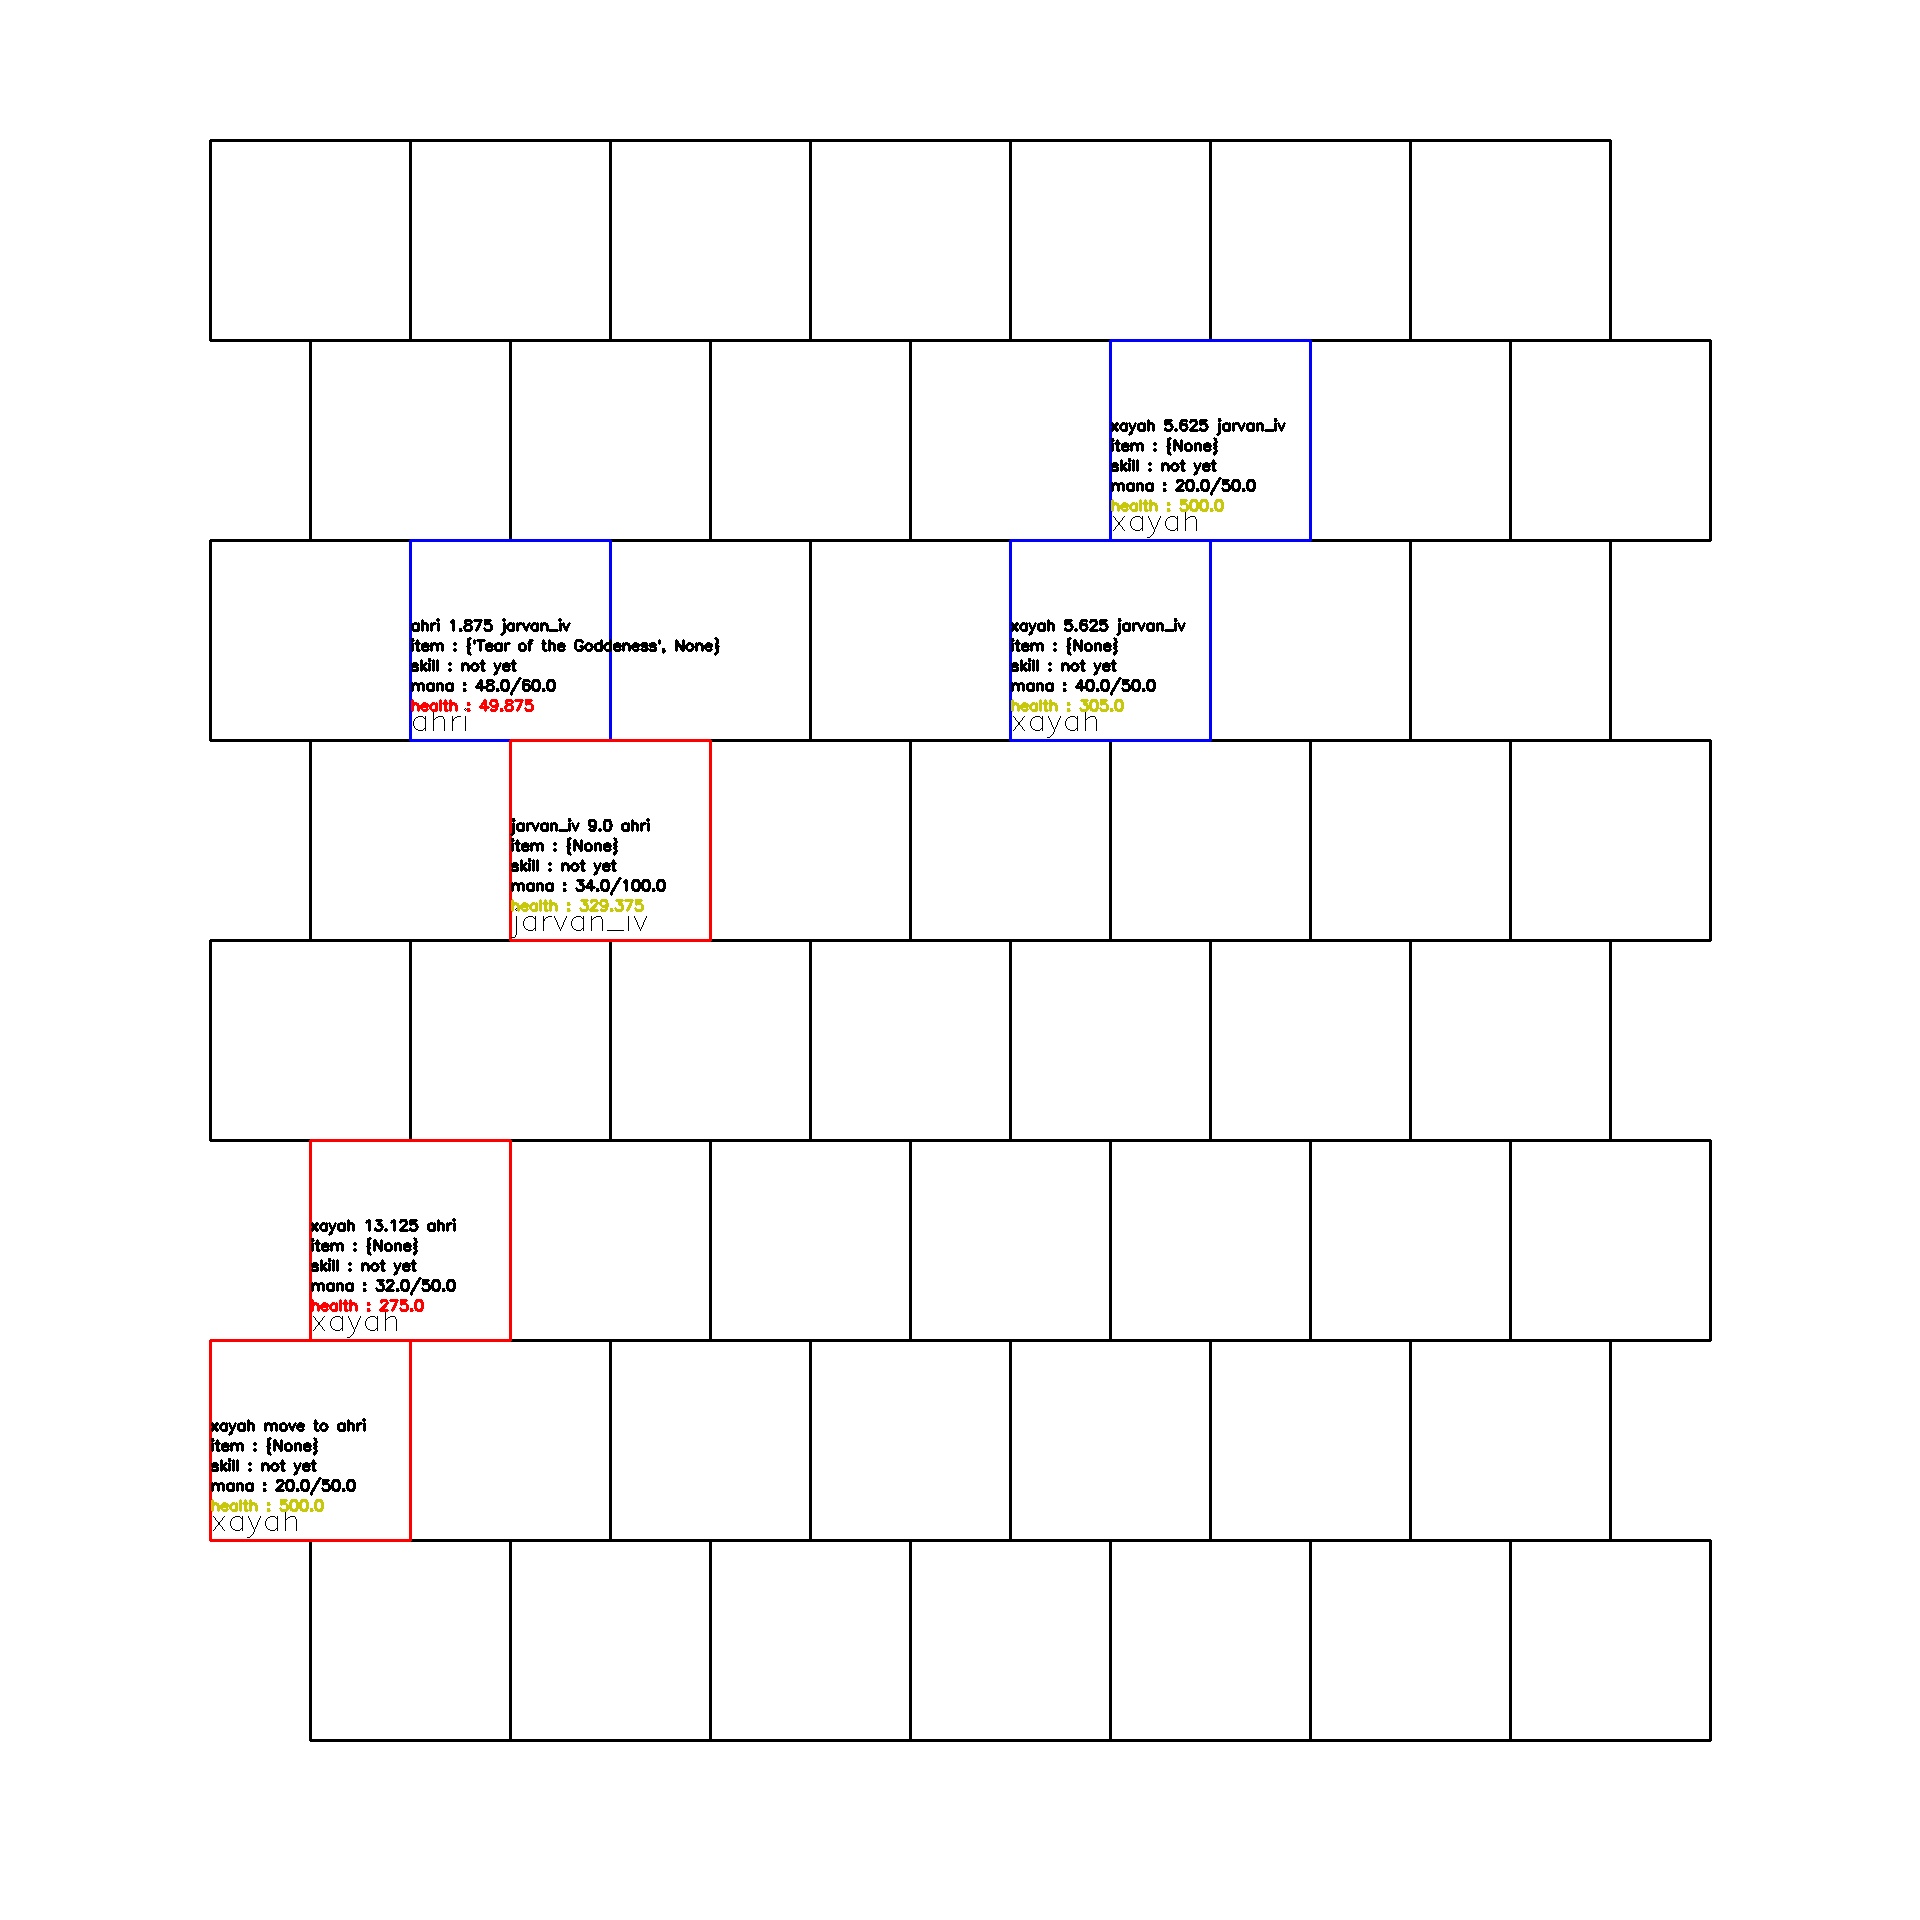 xayah 5.625 jarvan_iv
item : {None}
skill : not yet
mana : 20.0/50.0
health : 500.0
xayah
ahri 1.875 jarvan_iv
item : {'Tear of the Goddeness', None}
skill : not yet
mana : 48.0/60.0
health : 49.875
ahri
xayah 5.625 jarvan_iv
item : {None}
skill : not yet
mana : 40.0/50.0
health : 305.0
xayah
jarvan_iv 9.0 ahri
item : {None}
skill : not yet
mana : 34.0/100.0
health : 329.375
jarvan_iv
xayah 13.125 ahri
item : {None}
skill : not yet
mana : 32.0/50.0
health : 275.0
xayah
xayah move to ahri
item : {None}
skill : not yet
mana : 20.0/50.0
health : 500.0
xayah